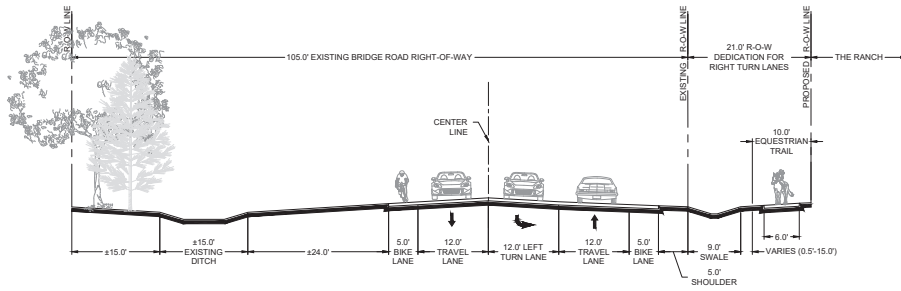 R-O-W LINE
105.0' EXISTING BRIDGE ROAD RIGHT-OF-WAY
EXISTING R-O-W LINE
21.0' R-O-W
DEDICATION FOR
RIGHT TURN LANES
PROPOSED R-O-W LINE
THE RANCH
CENTER
LINE
10.0'
EQUESTRIAN
TRAIL
±15.0'
±15.0'
EXISTING
DITCH
±24.0'
5.0'
BIKE
LANE
12.0'
TRAVEL
LANE
12.0' LEFT
TURN LANE
12.0'
TRAVEL
LANE
5.0'
BIKE
LANE
5.0'
SHOULDER
9.0'
SWALE
6.0'
VARIES (0.5'-15.0')